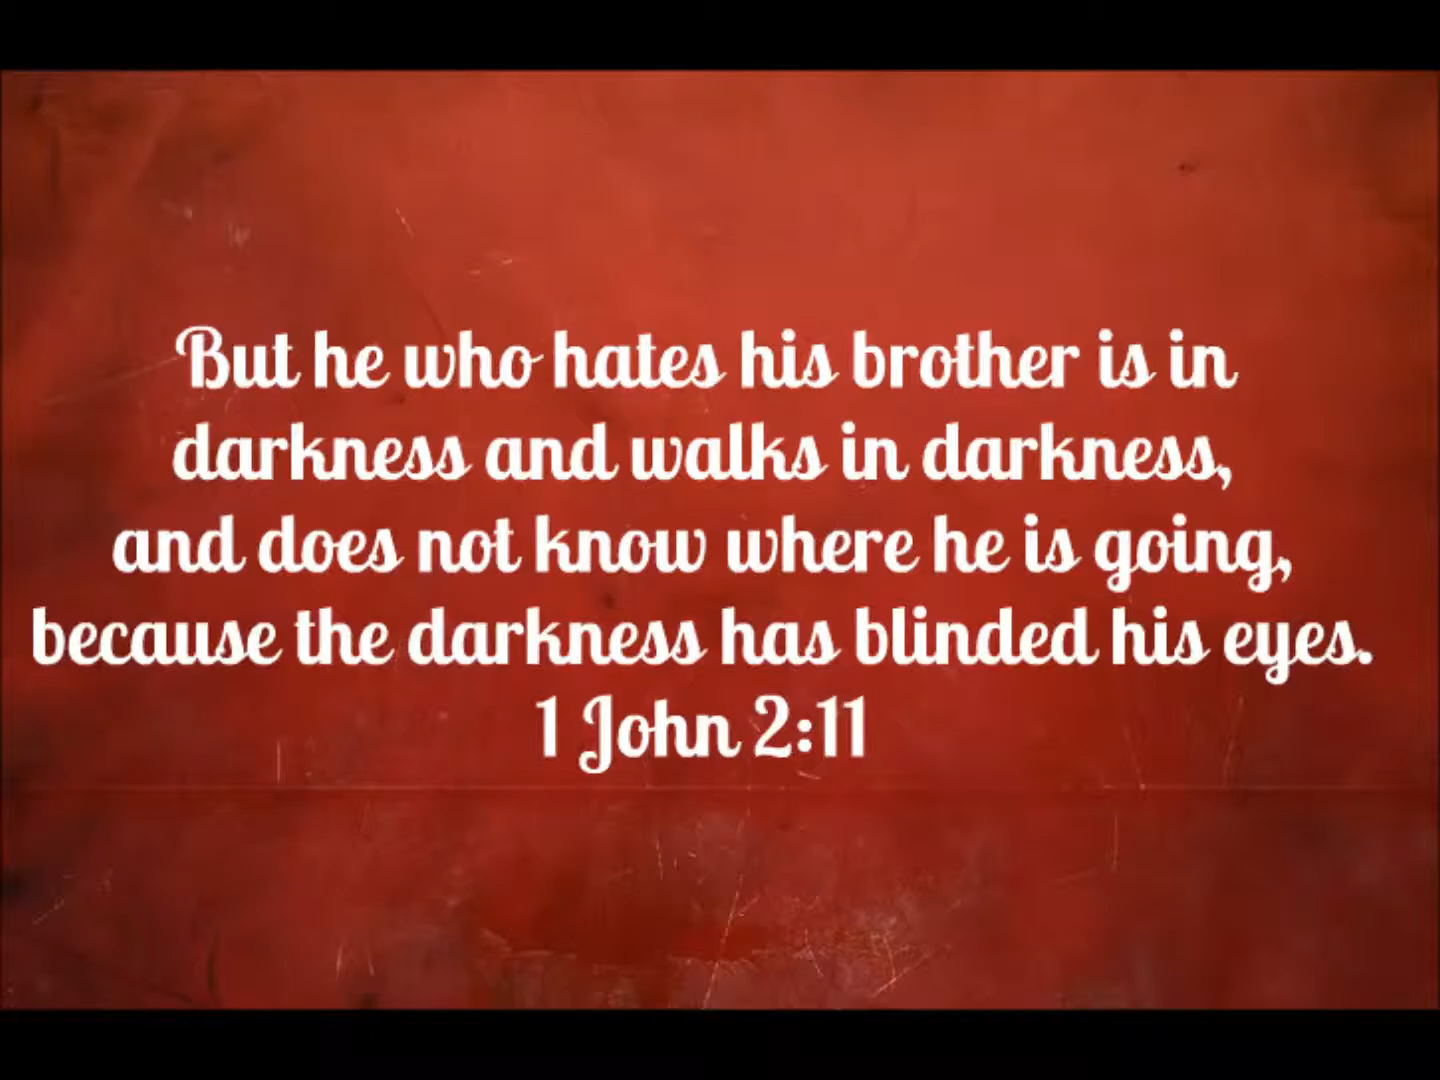 But he who hates his brother is in
darkness and walks in darkness,
and does not know where he is going,
because the darkness has blinded his eyes.
1 John 2:11